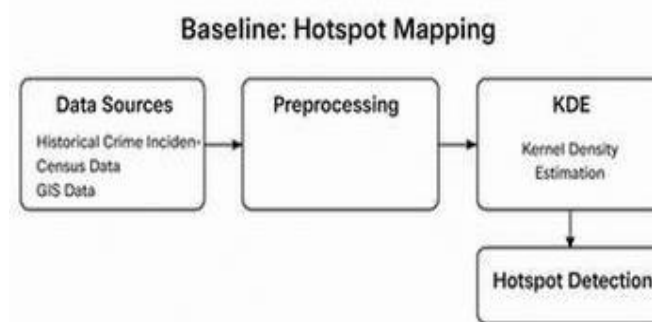 Baseline: Hotspot Mapping
Data Sources
Historical Crime Inciden
Census Data
GIS Data
Preprocessing
KDE
Kernel Density
Estimation
Hotspot Detection